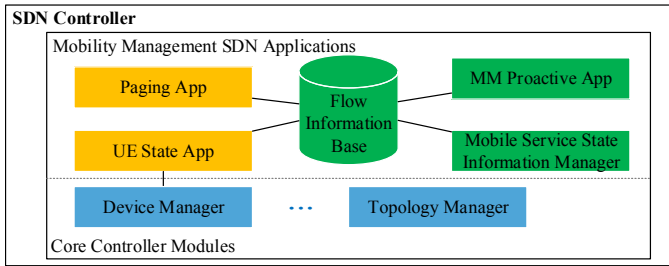 SDN Controller
Mobility Management SDN Applications
Paging App
Flow
Information
Base
MM Proactive App
UE State App
Mobile Service State
Information Manager
Device Manager
...
Topology Manager
Core Controller Modules